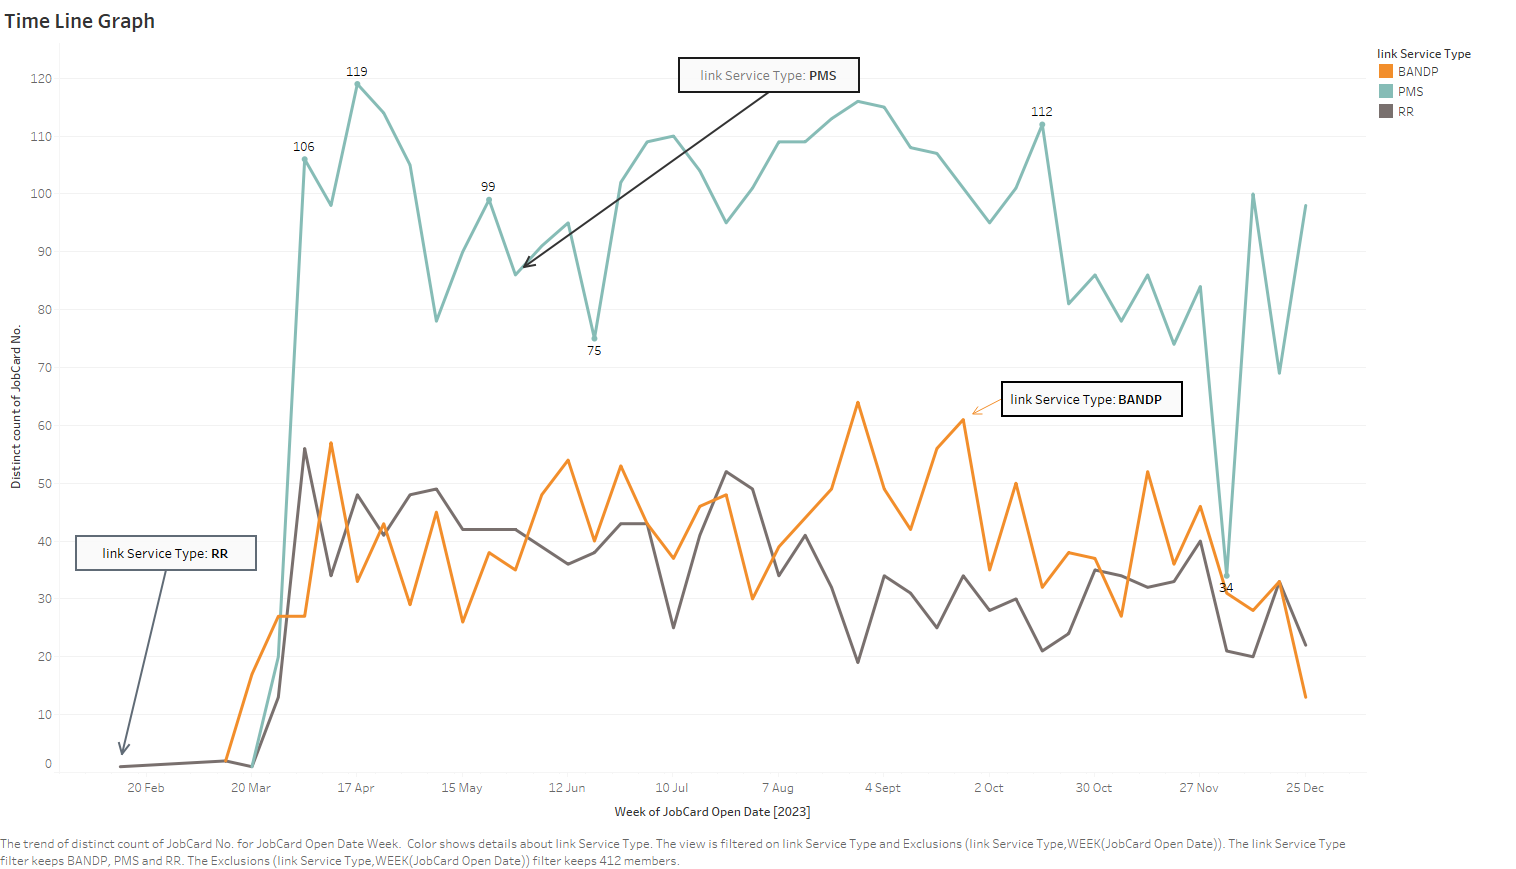 Time Line Graph
link Service Type
BANDP
PMS
RR
link Service Type: PMS
link Service Type: BANDP
link Service Type: RR
119
106
99
75
112
34
120
110
100
90
80
70
60
50
40
30
20
10
0
Distinct count of JobCard No.
20 Feb
20 Mar
17 Apr
15 May
12 Jun
10 Jul
7 Aug
4 Sept
2 Oct
30 Oct
27 Nov
25 Dec
Week of JobCard Open Date [2023]
The trend of distinct count of JobCard No. for JobCard Open Date Week.  Color shows details about link Service Type. The view is filtered on link Service Type and Exclusions (link Service Type,WEEK(JobCard Open Date)). The link Service Type
filter keeps BANDP, PMS and RR. The Exclusions (link Service Type,WEEK(JobCard Open Date)) filter keeps 412 members.